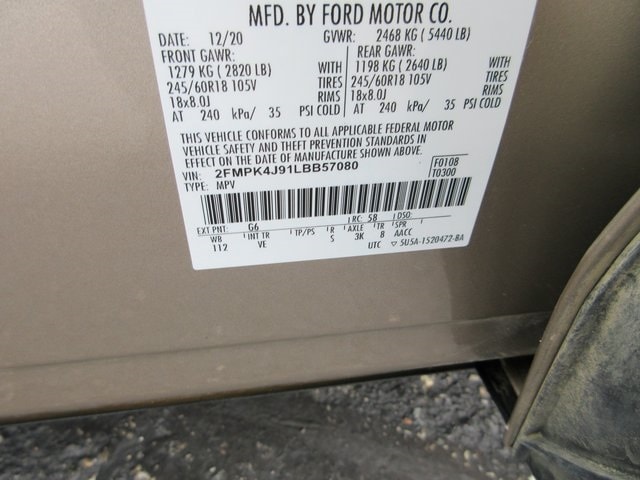 MFD. BY FORD MOTOR CO.
DATE: 12/20 GVWR: 2468 KG ( 5440 LB)
FRONT GAWR: REAR GAWR:
1279 KG ( 2820 LB) WITH 1198 KG ( 2640 LB) WITH
245/60R18 105V TIRES 245/60R18 105V TIRES
18x8.0J RIMS 18x8.0J RIMS
AT 240 kPa/ 35 PSI COLD AT 240 kPa/ 35 PSI COLD
THIS VEHICLE CONFORMS TO ALL APPLICABLE FEDERAL MOTOR
VEHICLE SAFETY AND THEFT PREVENTION STANDARDS IN
EFFECT ON THE DATE OF MANUFACTURE SHOWN ABOVE.
VIN: 2FMPK4J91LBB57080 F0108
TYPE: MPV T0300
EXT PNT: G6 RC: 58 DSO:
WB INT TR TP/PS R AXLE TR SPR
112 VE S 3K 8 AACC
UTC 5U5A-1520472-BA